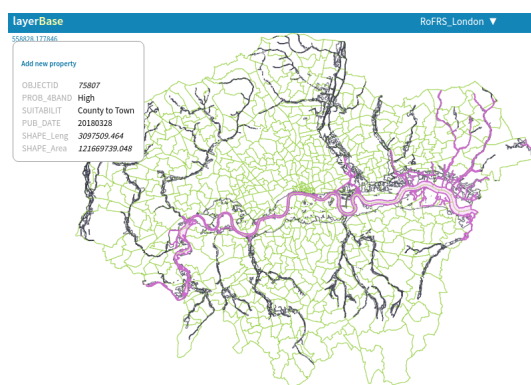 layerBase
RoFRS_London ▼
558828,177846
Add new property
OBJECTID 75807
PROB_4BAND High
SUITABILIT County to Town
PUB_DATE 20180328
SHAPE_Leng 3097509.464
SHAPE_Area 121669739.048